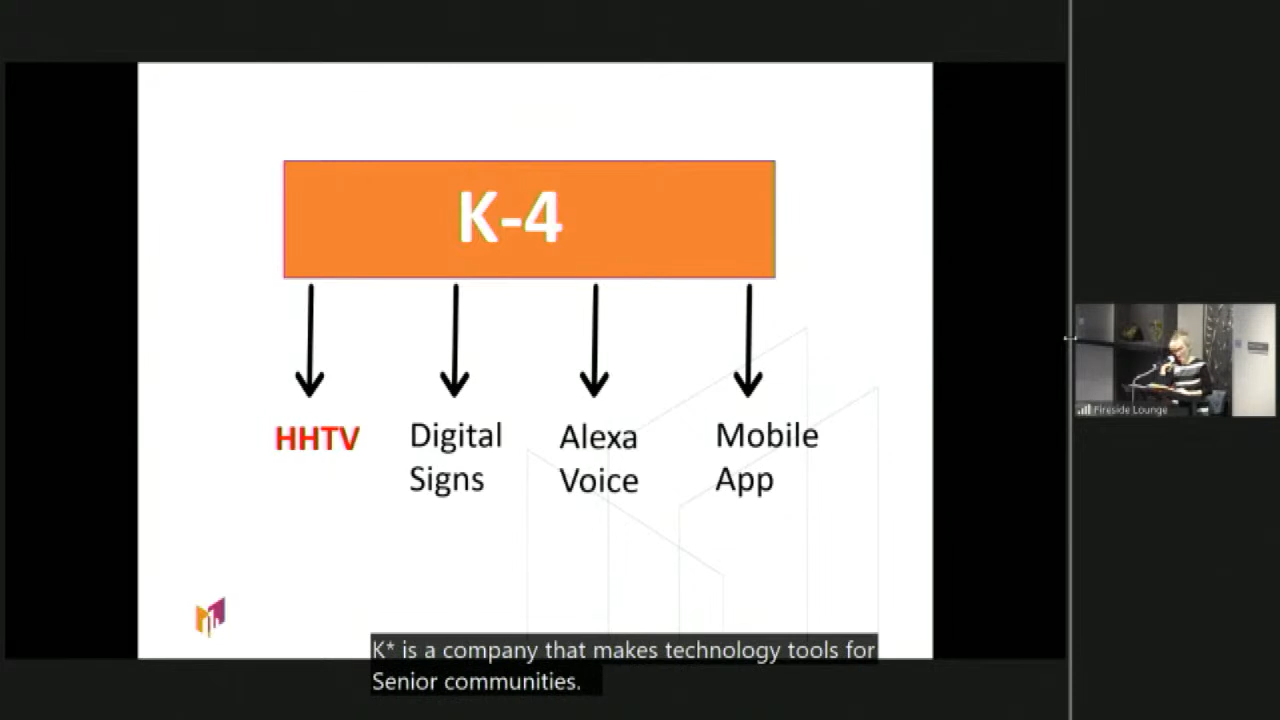 K-4
HHTV
Digital
Signs
Alexa
Voice
Mobile
App
Fireside Lounge
K* is a company that makes technology tools for
Senior communities.